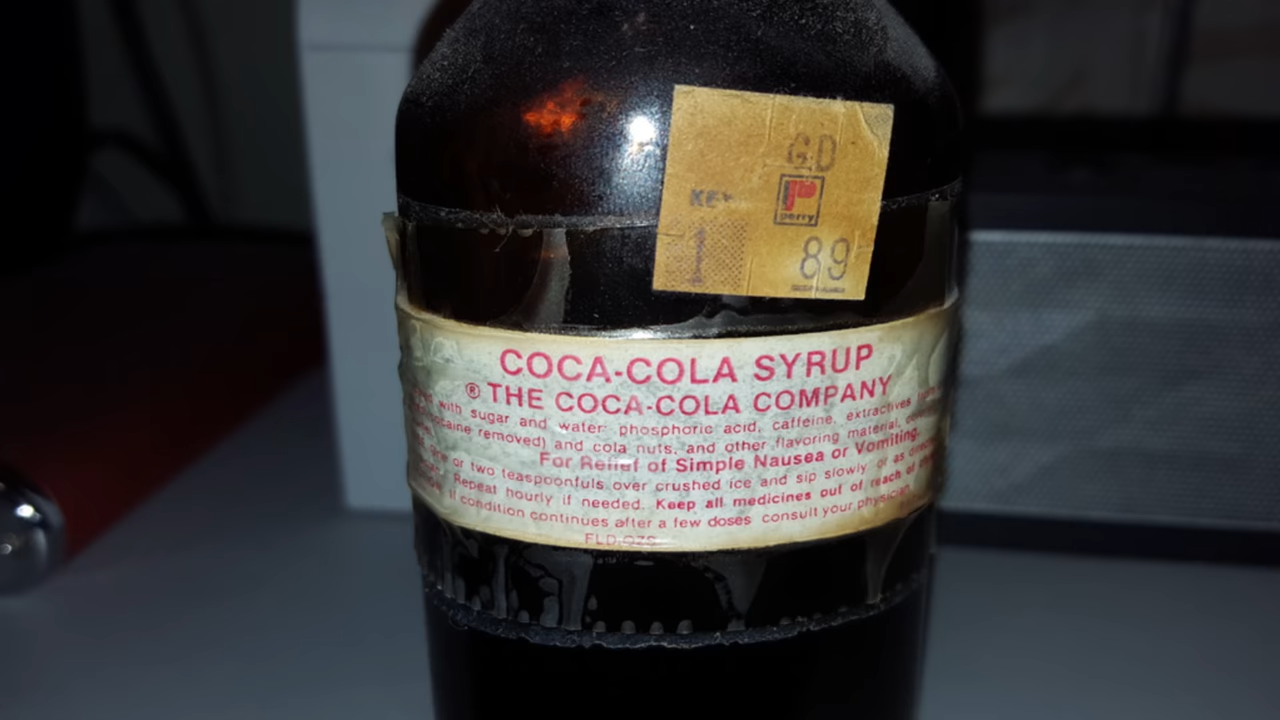 GD
KEY
perry
1 89
COCA-COLA SYRUP
® THE COCA-COLA COMPANY
with sugar and water: phosphoric acid, caffeine, extractives
removed) and cola nuts, and other flavoring material,
For Relief of Simple Nausea or Vomiting.
or two teaspoonfuls over crushed ice and sip slowly or as
Repeat hourly if needed. Keep all medicines out of reach of
If condition continues after a few doses consult your physician.
FLD. OZS.